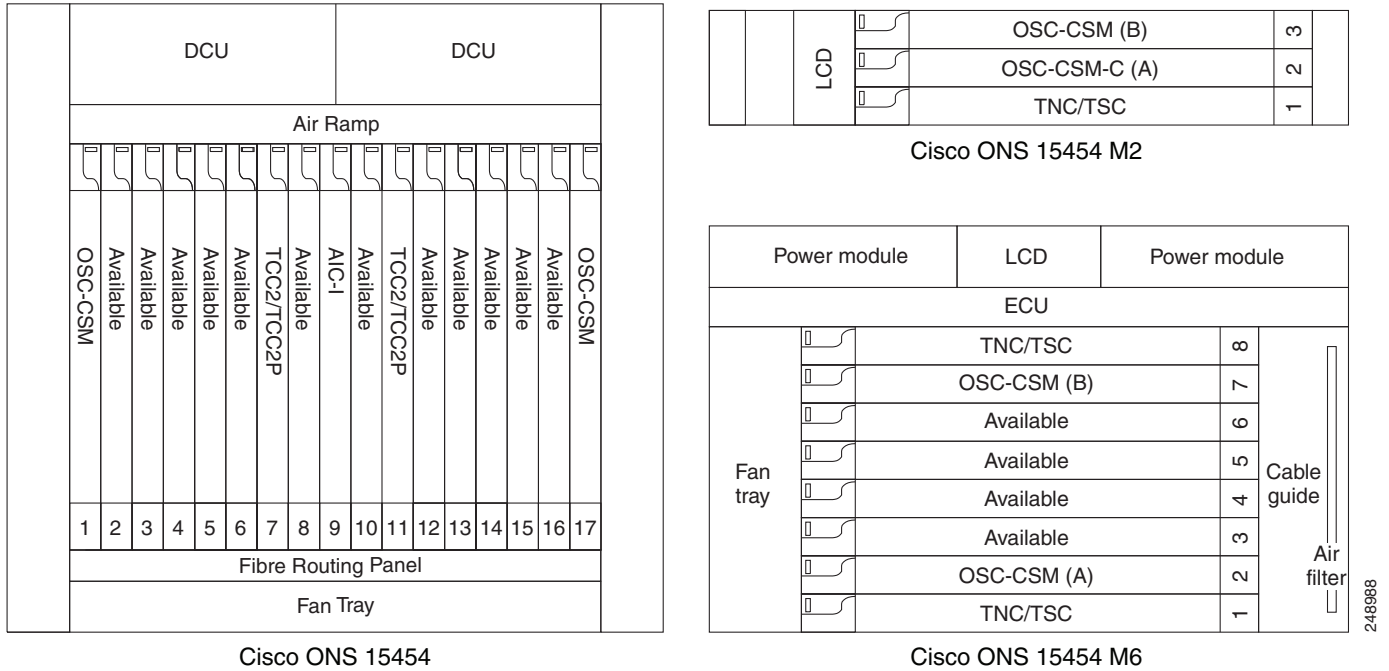 DCU DCU
Air Ramp
OSC-CSM
Available
Available
Available
Available
Available
TCC2/TCC2P
Available
AIC-I
Available
TCC2/TCC2P
Available
Available
Available
Available
Available
OSC-CSM
1 2 3 4 5 6 7 8 9 10 11 12 13 14 15 16 17
Fibre Routing Panel
Fan Tray
Cisco ONS 15454
LCD
OSC-CSM (B) 3
OSC-CSM-C (A) 2
TNC/TSC 1
Cisco ONS 15454 M2
Power module LCD Power module
ECU
Fan
tray
TNC/TSC 8
OSC-CSM (B) 7
Available 6
Available 5
Available 4
Available 3
OSC-CSM (A) 2
TNC/TSC 1
Cable
guide
Air
filter
Cisco ONS 15454 M6
248988